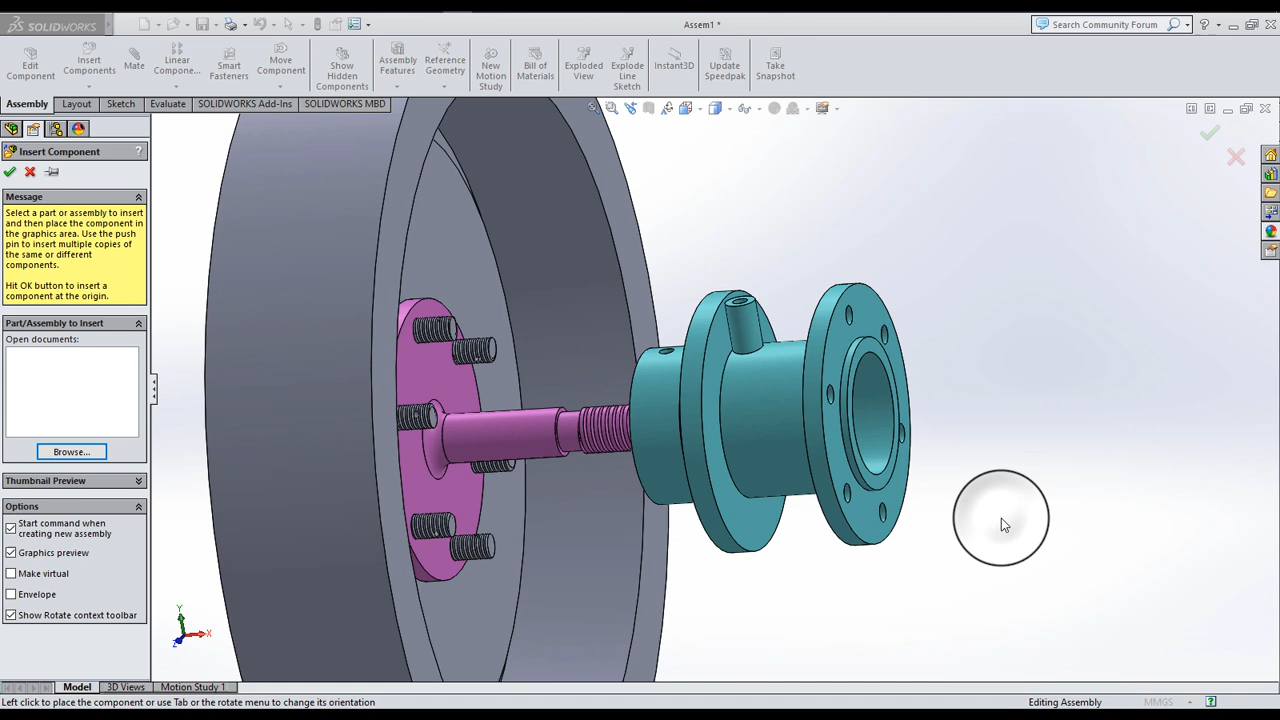 SOLIDWORKS
Assem1 *
Search Community Forum
Edit
Component
Insert
Components
Mate
Linear
Compone...
Smart
Fasteners
Move
Component
Show
Hidden
Components
Assembly
Features
Reference
Geometry
New
Motion
Study
Bill of
Materials
Exploded
View
Explode
Line
Sketch
Instant3D
Update
Speedpak
Take
Snapshot
Assembly
Layout
Sketch
Evaluate
SOLIDWORKS Add-Ins
SOLIDWORKS MBD
Insert Component
?
Message
Select a part or assembly to insert
and then place the component in
the graphics area. Use the push
pin to insert multiple copies of
the same or different
components.
Hit OK button to insert a
component at the origin.
Part/Assembly to Insert
Open documents:
Browse...
Thumbnail Preview
Options
Start command when
creating new assembly
Graphics preview
Make virtual
Envelope
Show Rotate context toolbar
Y
X
Z
Model
3D Views
Motion Study 1
Left click to place the component or use Tab or the rotate menu to change its orientation
Editing Assembly
MMGS
?